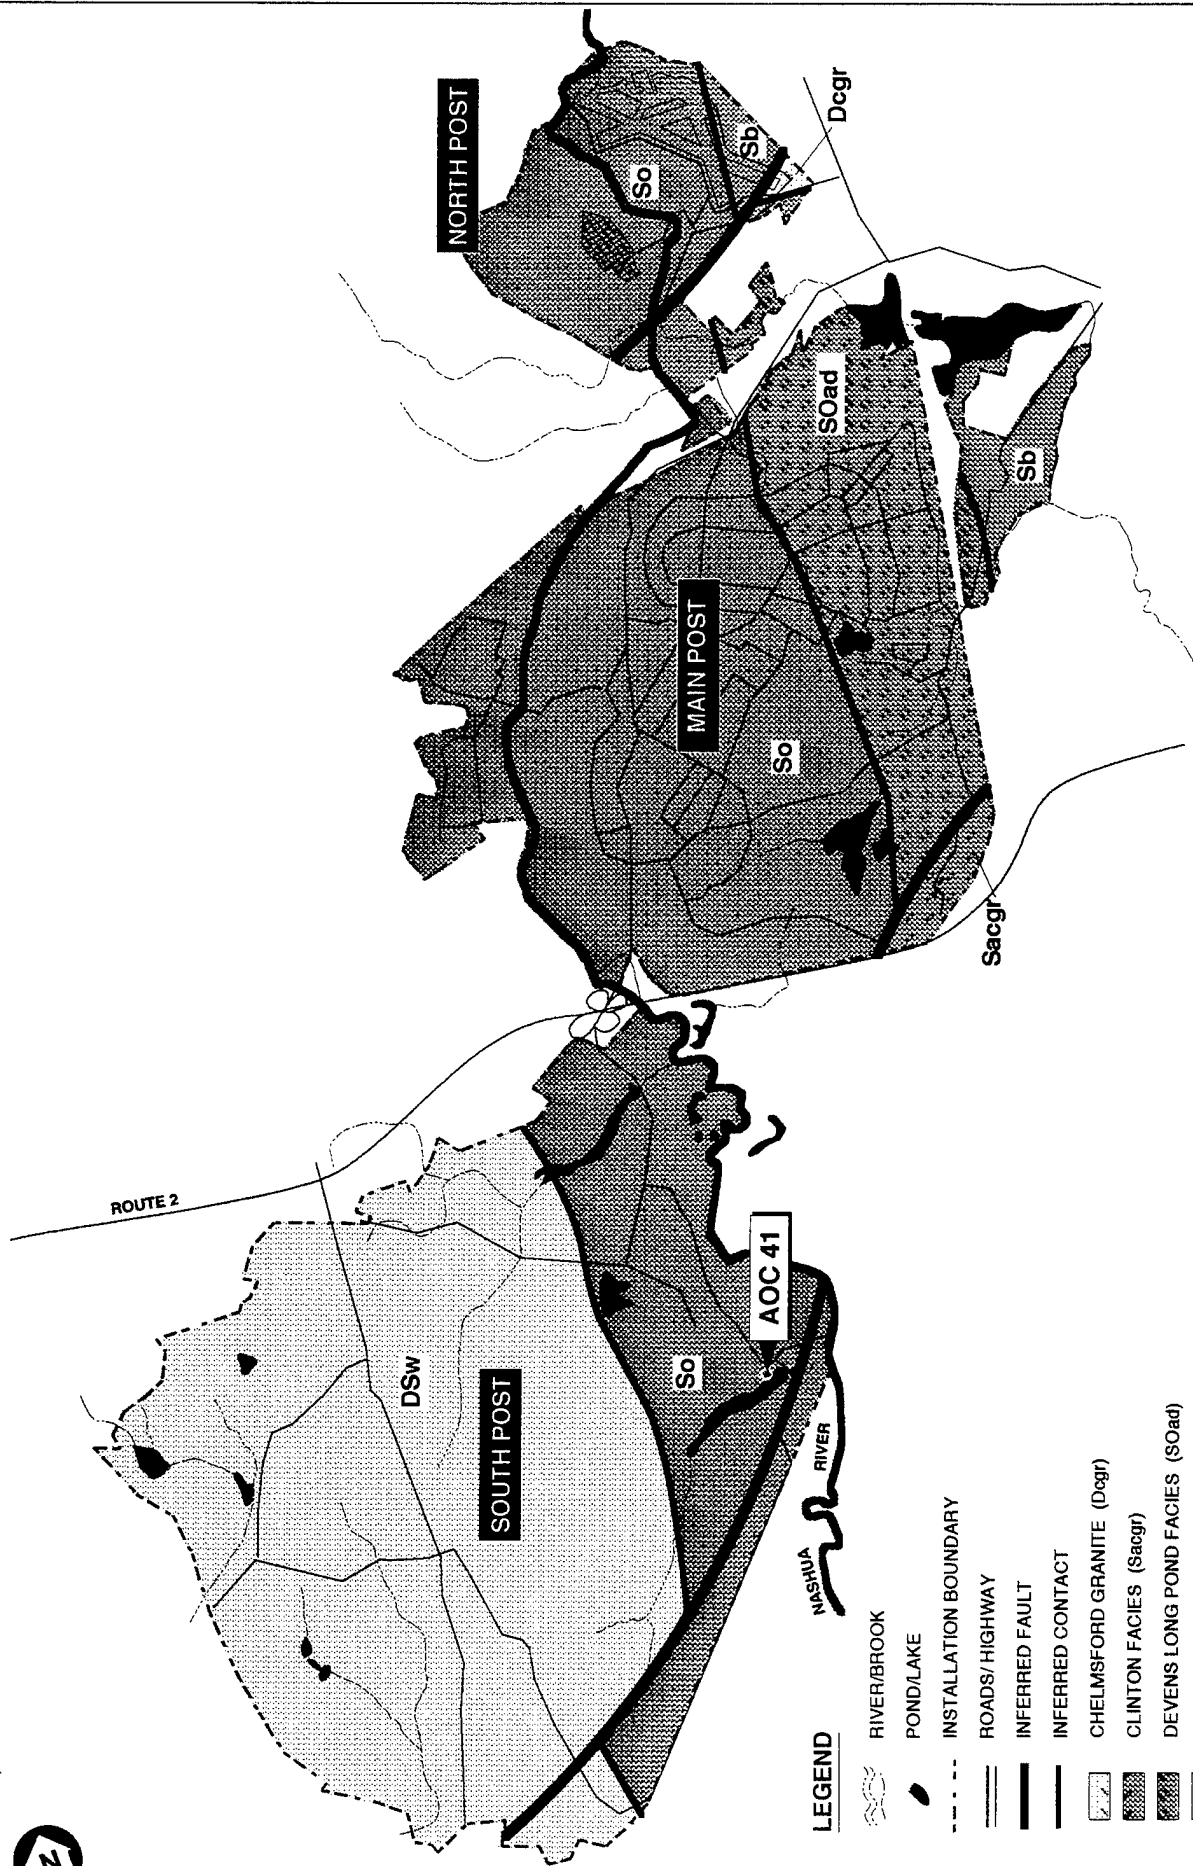 NORTH POST
So
Sb
Dcgr
SOad
Sb
MAIN POST
So
Sacgr
ROUTE 2
DSw
SOUTH POST
So
AOC 41
NASHUA
RIVER
N
LEGEND
RIVER/BROOK
POND/LAKE
INSTALLATION BOUNDARY
ROADS/ HIGHWAY
INFERRED FAULT
INFERRED CONTACT
CHELMSFORD GRANITE (Dcgr)
CLINTON FACIES (Sacgr)
DEVENS LONG POND FACIES (SOad)